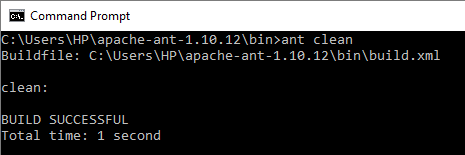 Command Prompt
C:\Users\HP\apache-ant-1.10.12\bin>ant clean
Buildfile: C:\Users\HP\apache-ant-1.10.12\bin\build.xml
clean:
BUILD SUCCESSFUL
Total time: 1 second